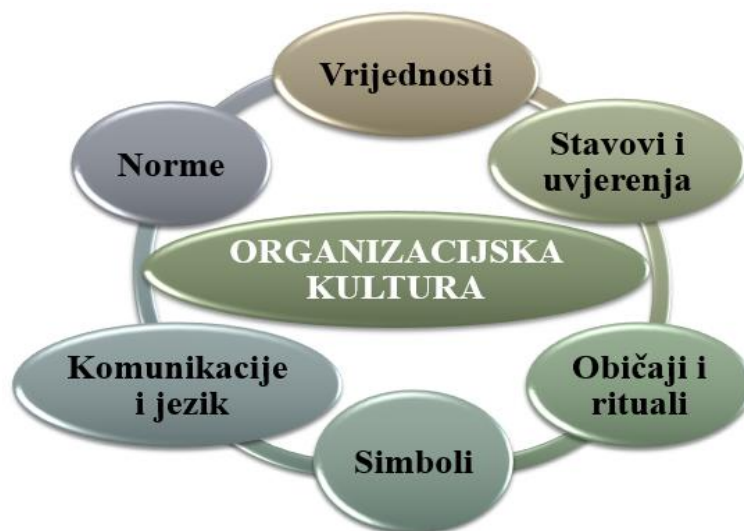 Vrijednosti
Stavovi i
uvjerenja
Norme
ORGANIZACIJSKA
KULTURA
Komunikacije
i jezik
Običaji i
rituali
Simboli